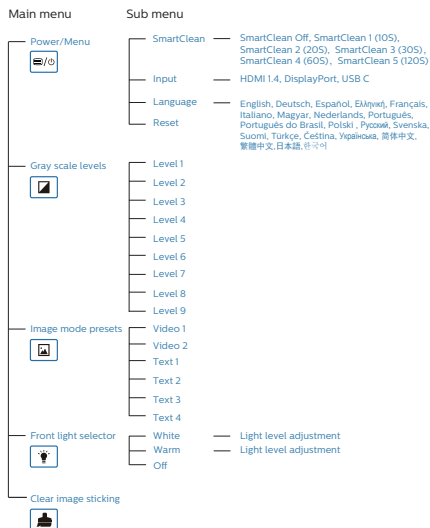 Main menu Sub menu
Power/Menu
SmartClean SmartClean Off, SmartClean 1 (10S),
SmartClean 2 (20S), SmartClean 3 (30S),
SmartClean 4 (60S), SmartClean 5 (120S)
Input HDMI 1.4, DisplayPort, USB C
Language English, Deutsch, Español, Ελληνική, Français,
Italiano, Magyar, Nederlands, Português,
Português do Brasil, Polski , Русский, Svenska,
Suomi, Türkçe, Čeština, Українська, 简体中文,
繁體中文,日本語,한국어
Reset
Gray scale levels
Level 1
Level 2
Level 3
Level 4
Level 5
Level 6
Level 7
Level 8
Level 9
Image mode presets
Video 1
Video 2
Text 1
Text 2
Text 3
Text 4
Front light selector
White Light level adjustment
Warm Light level adjustment
Off
Clear image sticking